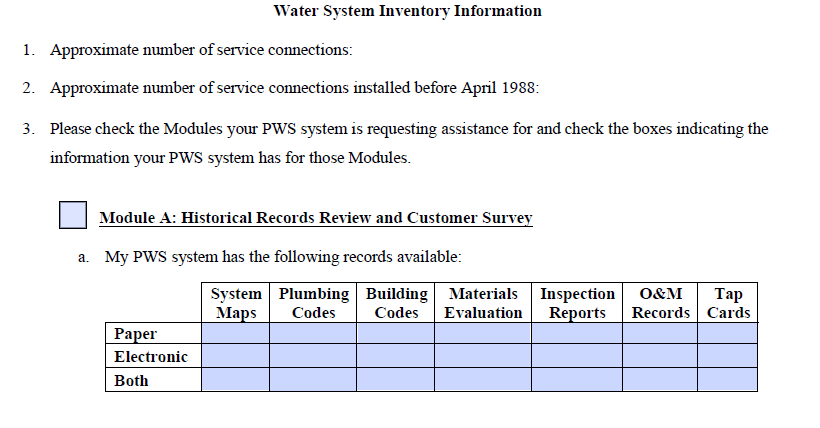 Water System Inventory Information
1. Approximate number of service connections:
2. Approximate number of service connections installed before April 1988:
3. Please check the Modules your PWS system is requesting assistance for and check the boxes indicating the
information your PWS system has for those Modules.
Module A: Historical Records Review and Customer Survey
a. My PWS system has the following records available:
System Plumbing Building Materials Inspection O&M Tap
Maps Codes Codes Evaluation Reports Records Cards
Paper
Electronic
Both